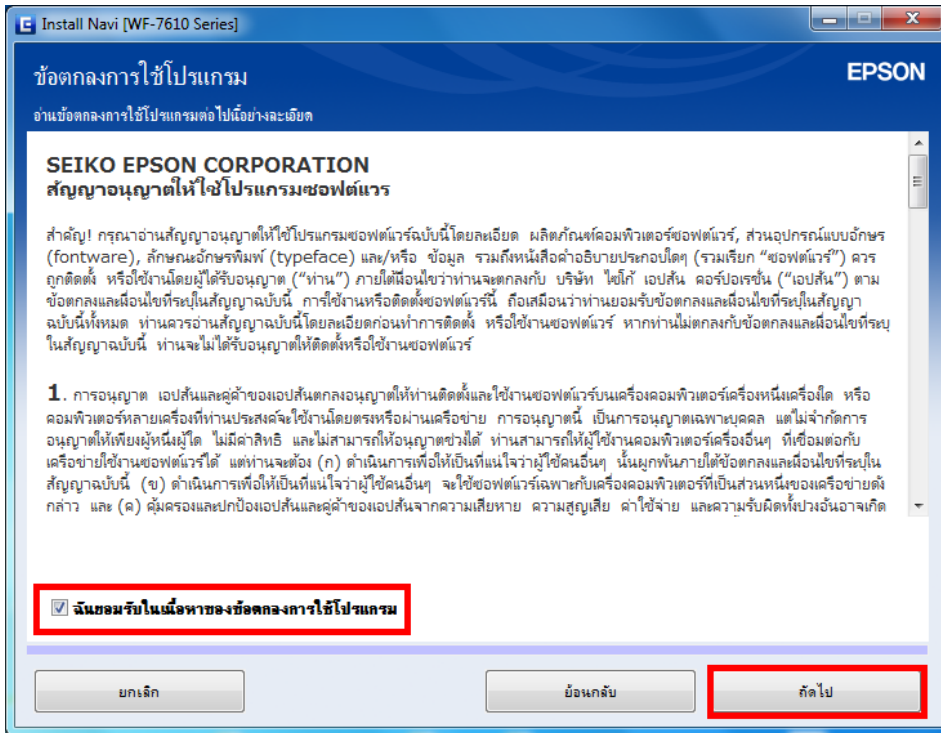 Install Navi [WF-7610 Series]
ข้อตกลงการใช้โปรแกรม
EPSON
อ่านข้อตกลงการใช้โปรแกรมต่อไปนี้อย่างละเอียด
SEIKO EPSON CORPORATION
สัญญาอนุญาตให้ใช้โปรแกรมซอฟต์แวร
สำคัญ! กรุณาอ่านสัญญาอนุญาตให้ใช้โปรแกรมซอฟต์แวร์ฉบับนี้โดยละเอียด ผลิตภัณฑ์คอมพิวเตอร์ซอฟต์แวร์, ส่วนอุปกรณ์แบบอักษร
(fontware), ลักษณะอักษรพิมพ์ (typeface) และ/หรือ ข้อมูล รวมถึงหนังสือคำอธิบายประกอบใดๆ (รวมเรียก “ซอฟต์แวร์”) ควร
ถูกติดตั้ง หรือใช้งานโดยผู้ได้รับอนุญาต (“ท่าน”) ภายใต้เงื่อนไขว่าท่านจะตกลงกับ บริษัท ไซโก้ เอปสัน คอร์ปอเรชั่น (“เอปสัน”) ตาม
ข้อตกลงและเงื่อนไขที่ระบุในสัญญาฉบับนี้ การใช้งานหรือติดตั้งซอฟต์แวร์นี้ ถือเสมือนว่าท่านยอมรับข้อตกลงและเงื่อนไขที่ระบุในสัญญา
ฉบับนี้ทั้งหมด ท่านควรอ่านสัญญาฉบับนี้โดยละเอียดก่อนทำการติดตั้ง หรือใช้งานซอฟต์แวร์ หากท่านไม่ตกลงกับข้อตกลงและเงื่อนไขที่ระบุ
ในสัญญาฉบับนี้ ท่านจะไม่ได้รับอนุญาตให้ติดตั้งหรือใช้งานซอฟต์แวร์
1. การอนุญาต เอปสันและคู่ค้าของเอปสันตกลงอนุญาตให้ท่านติดตั้งและใช้งานซอฟต์แวร์บนเครื่องคอมพิวเตอร์เครื่องหนึ่งเครื่องใด หรือ
คอมพิวเตอร์หลายเครื่องที่ท่านประสงค์จะใช้งานโดยตรงหรือผ่านเครือข่าย การอนุญาตนี้ เป็นการอนุญาตเฉพาะบุคคล แต่ไม่จำกัดการ
อนุญาตให้เพียงผู้หนึ่งผู้ใด ไม่มีค่าสิทธิ และไม่สามารถให้อนุญาตช่วงได้ ท่านสามารถให้ผู้ใช้งานคอมพิวเตอร์เครื่องอื่นๆ ที่เชื่อมต่อกับ
เครือข่ายใช้งานซอฟต์แวร์ได้ แต่ท่านจะต้อง (ก) ดำเนินการเพื่อให้เป็นที่แน่ใจว่าผู้ใช้คนอื่นๆ นั้นผูกพันภายใต้ข้อตกลงและเงื่อนไขที่ระบุใน
สัญญาฉบับนี้ (ข) ดำเนินการเพื่อให้เป็นที่แน่ใจว่าผู้ใช้คนอื่นๆ จะใช้ซอฟต์แวร์เฉพาะกับเครื่องคอมพิวเตอร์ที่เป็นส่วนหนึ่งของเครือข่ายดัง
กล่าว และ (ค) คุ้มครองและปกป้องเอปสันและคู่ค้าของเอปสันจากความเสียหาย ความสูญเสีย ค่าใช้จ่าย และความรับผิดทั้งปวงอันอาจเกิด
ฉันยอมรับในเนื้อหาของข้อตกลงการใช้โปรแกรม
ยกเลิก
ย้อนกลับ
ถัดไป